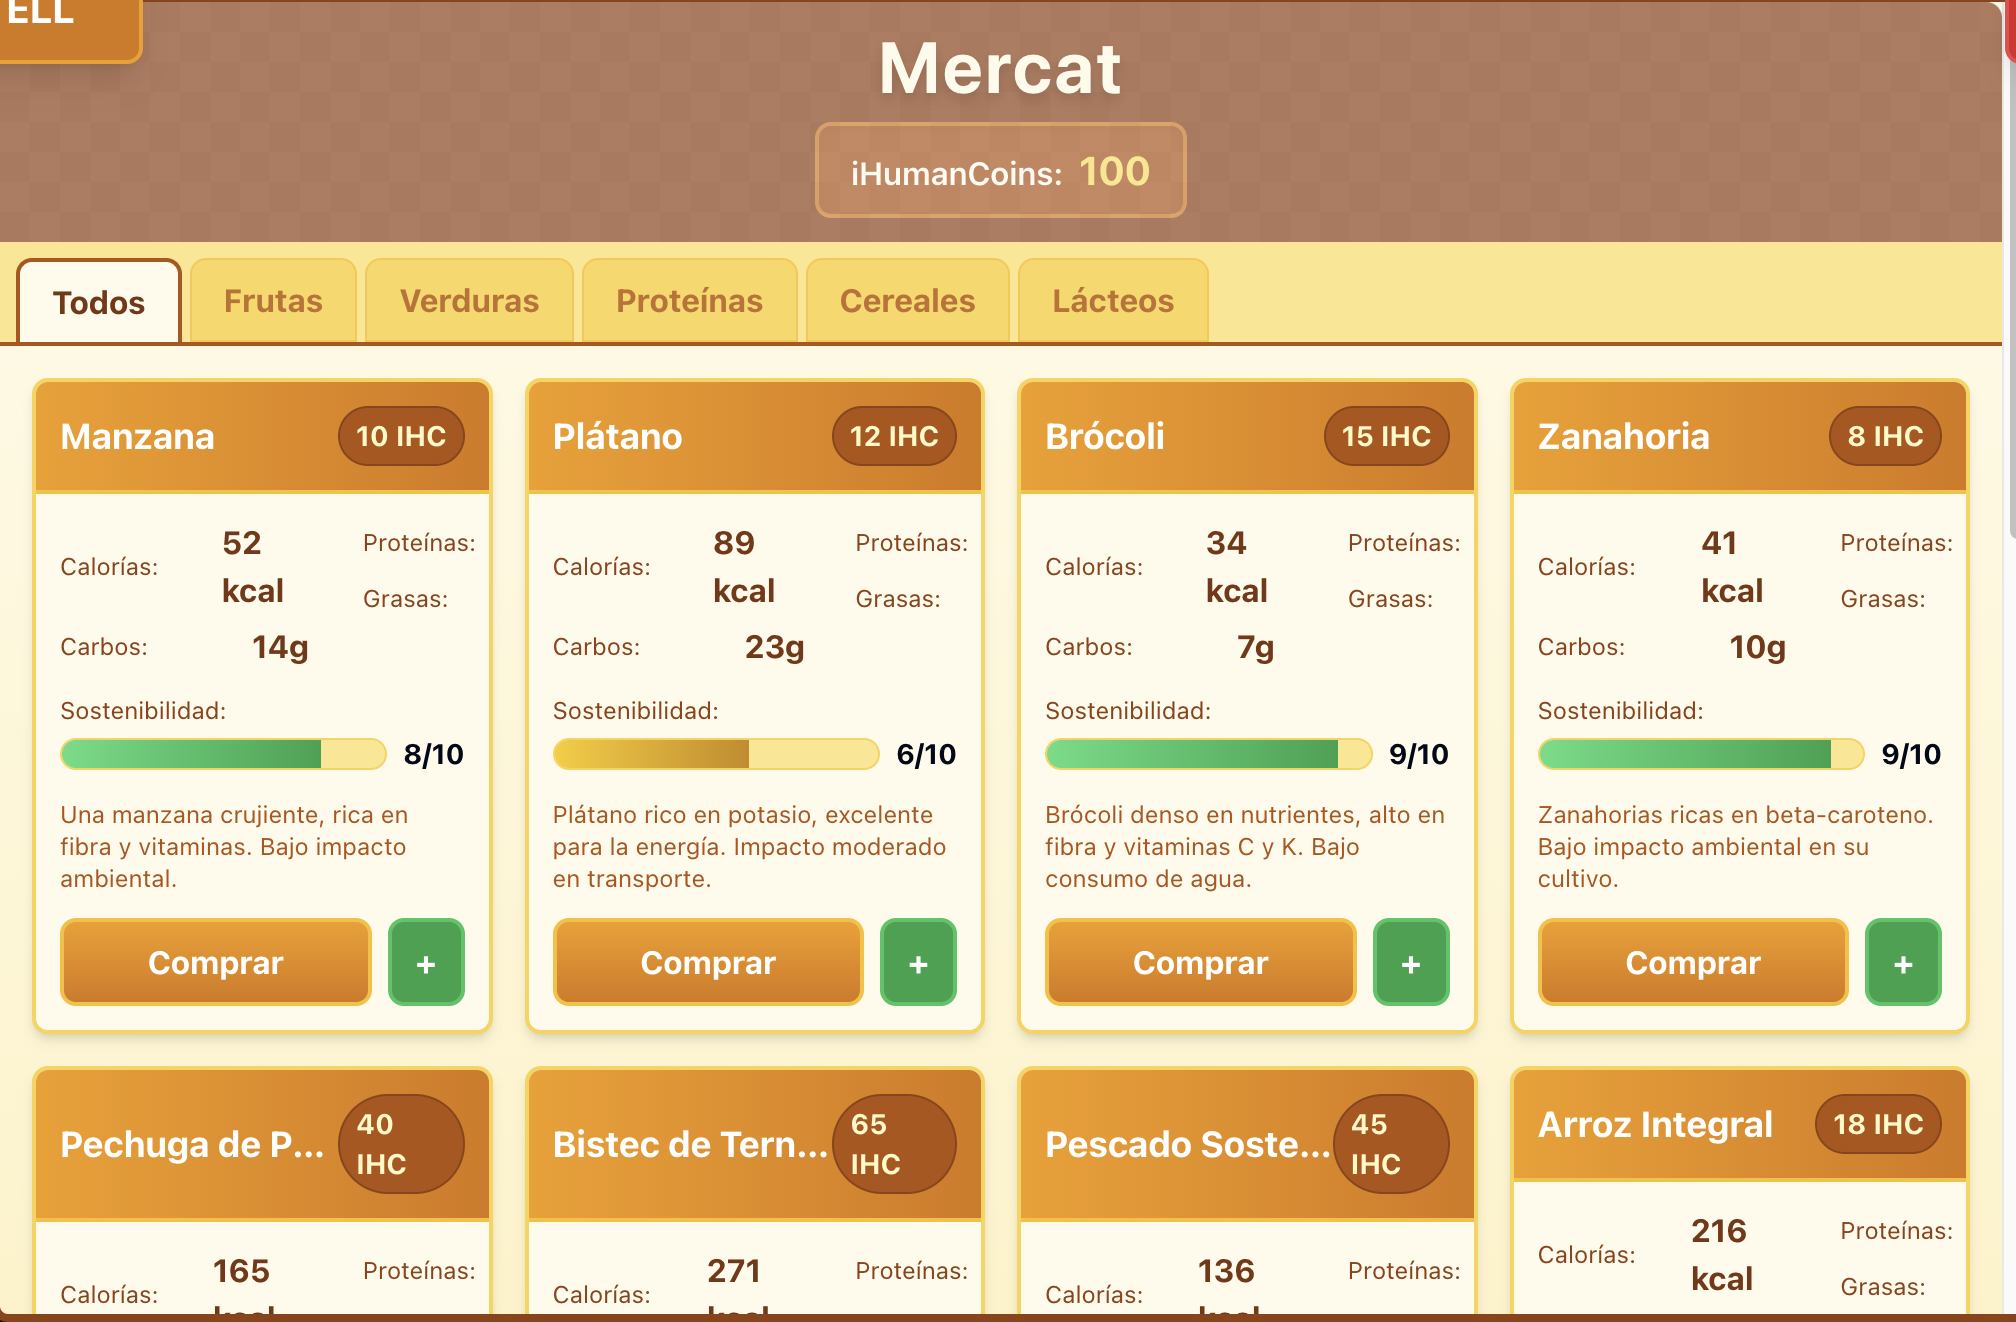 ELL
Mercat
iHumanCoins: 100
Todos
Frutas
Verduras
Proteínas
Cereales
Lácteos
Manzana
10 IHC
Calorías:
52
kcal
Proteínas:
Grasas:
Carbos:
14g
Sostenibilidad:
8/10
Una manzana crujiente, rica en
fibra y vitaminas. Bajo impacto
ambiental.
Comprar
+
Plátano
12 IHC
Calorías:
89
kcal
Proteínas:
Grasas:
Carbos:
23g
Sostenibilidad:
6/10
Plátano rico en potasio, excelente
para la energía. Impacto moderado
en transporte.
Comprar
+
Brócoli
15 IHC
Calorías:
34
kcal
Proteínas:
Grasas:
Carbos:
7g
Sostenibilidad:
9/10
Brócoli denso en nutrientes, alto en
fibra y vitaminas C y K. Bajo
consumo de agua.
Comprar
+
Zanahoria
8 IHC
Calorías:
41
kcal
Proteínas:
Grasas:
Carbos:
10g
Sostenibilidad:
9/10
Zanahorias ricas en beta-caroteno.
Bajo impacto ambiental en su
cultivo.
Comprar
+
Pechuga de P...
40
IHC
Calorías:
165
kcal
Proteínas:
Bistec de Tern...
65
IHC
Calorías:
271
kcal
Proteínas:
Pescado Soste...
45
IHC
Calorías:
136
kcal
Proteínas:
Arroz Integral
18 IHC
Calorías:
216
kcal
Proteínas:
Grasas: